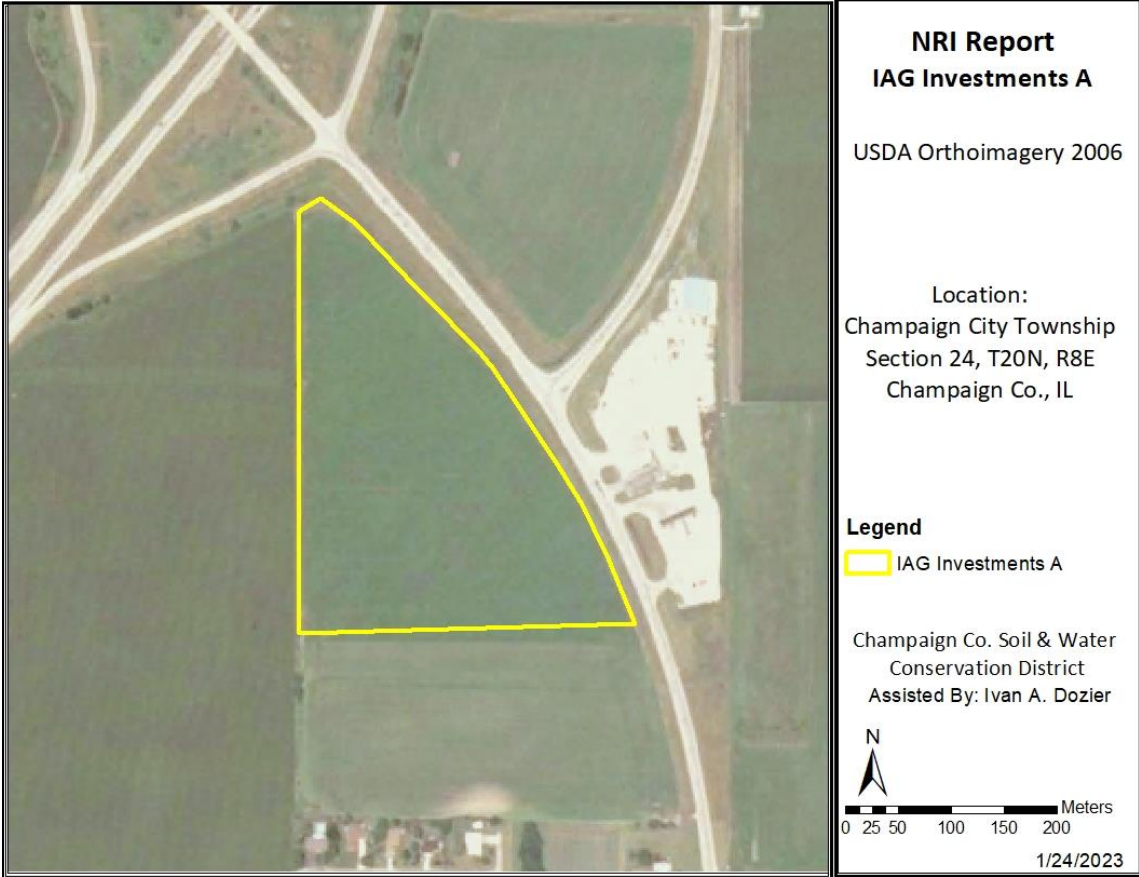 NRI Report
IAG Investments A
USDA Orthoimagery 2006
Location:
Champaign City Township
Section 24, T20N, R8E
Champaign Co., IL
Legend
IAG Investments A
Champaign Co. Soil & Water
Conservation District
Assisted By: Ivan A. Dozier
N
Meters
0 25 50 100 150 200
1/24/2023